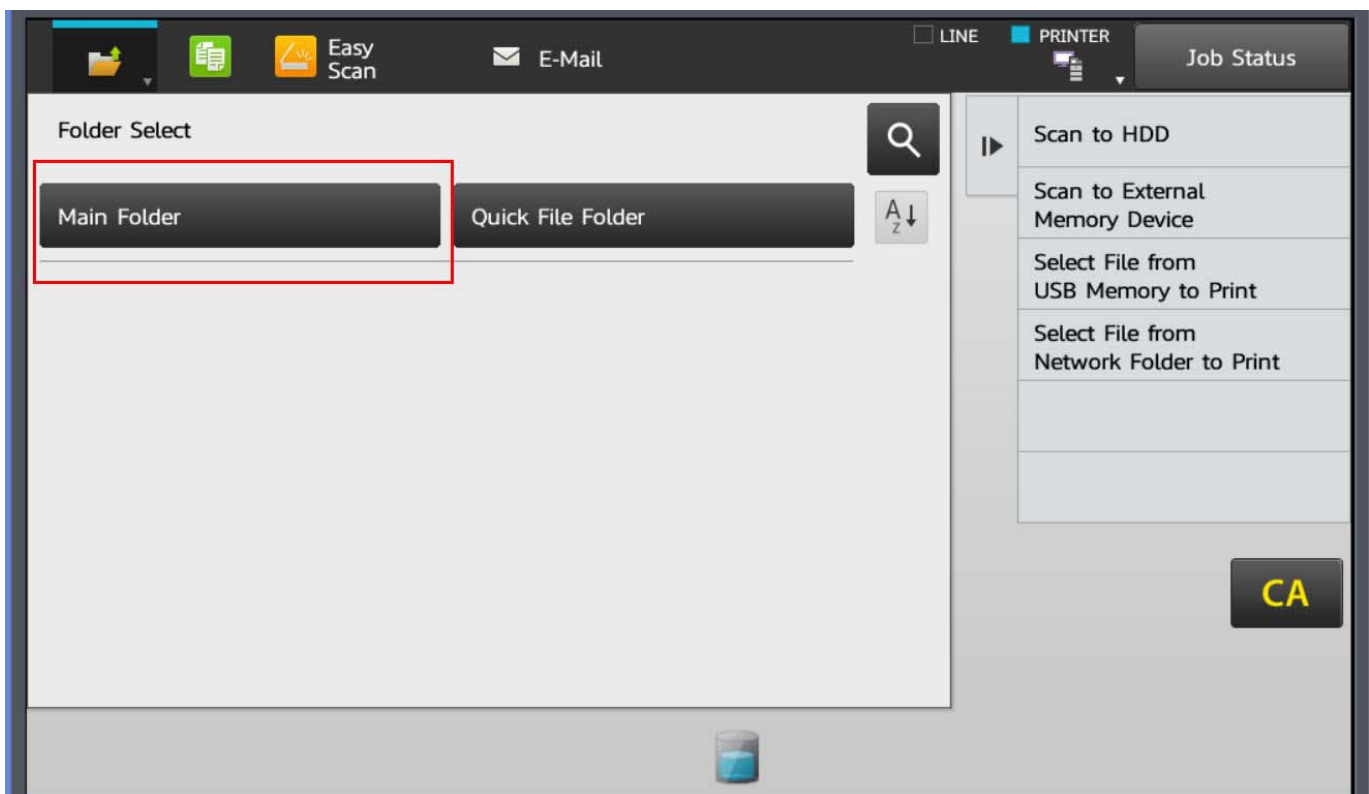 Easy
Scan
E-Mail
LINE
PRINTER
Job Status
Folder Select
Main Folder
Quick File Folder
A
z
Scan to HDD
Scan to External
Memory Device
Select File from
USB Memory to Print
Select File from
Network Folder to Print
CA